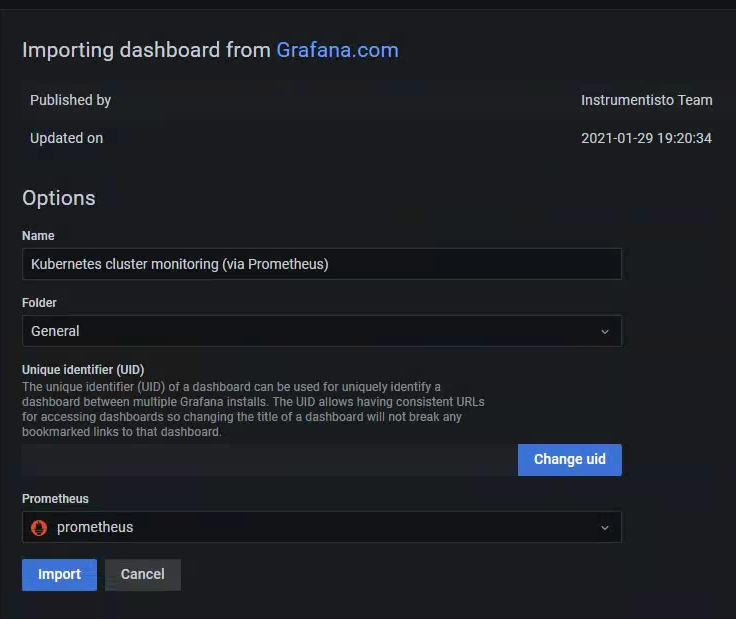 Importing dashboard from Grafana.com
Published by Instrumentisto Team
Updated on 2021-01-29 19:20:34
Options
Name
Kubernetes cluster monitoring (via Prometheus)
Folder
General
Unique identifier (UID)
The unique identifier (UID) of a dashboard can be used for uniquely identify a
dashboard between multiple Grafana installs. The UID allows having consistent URLs
for accessing dashboards so changing the title of a dashboard will not break any
bookmarked links to that dashboard.
Change uid
Prometheus
prometheus
Import Cancel